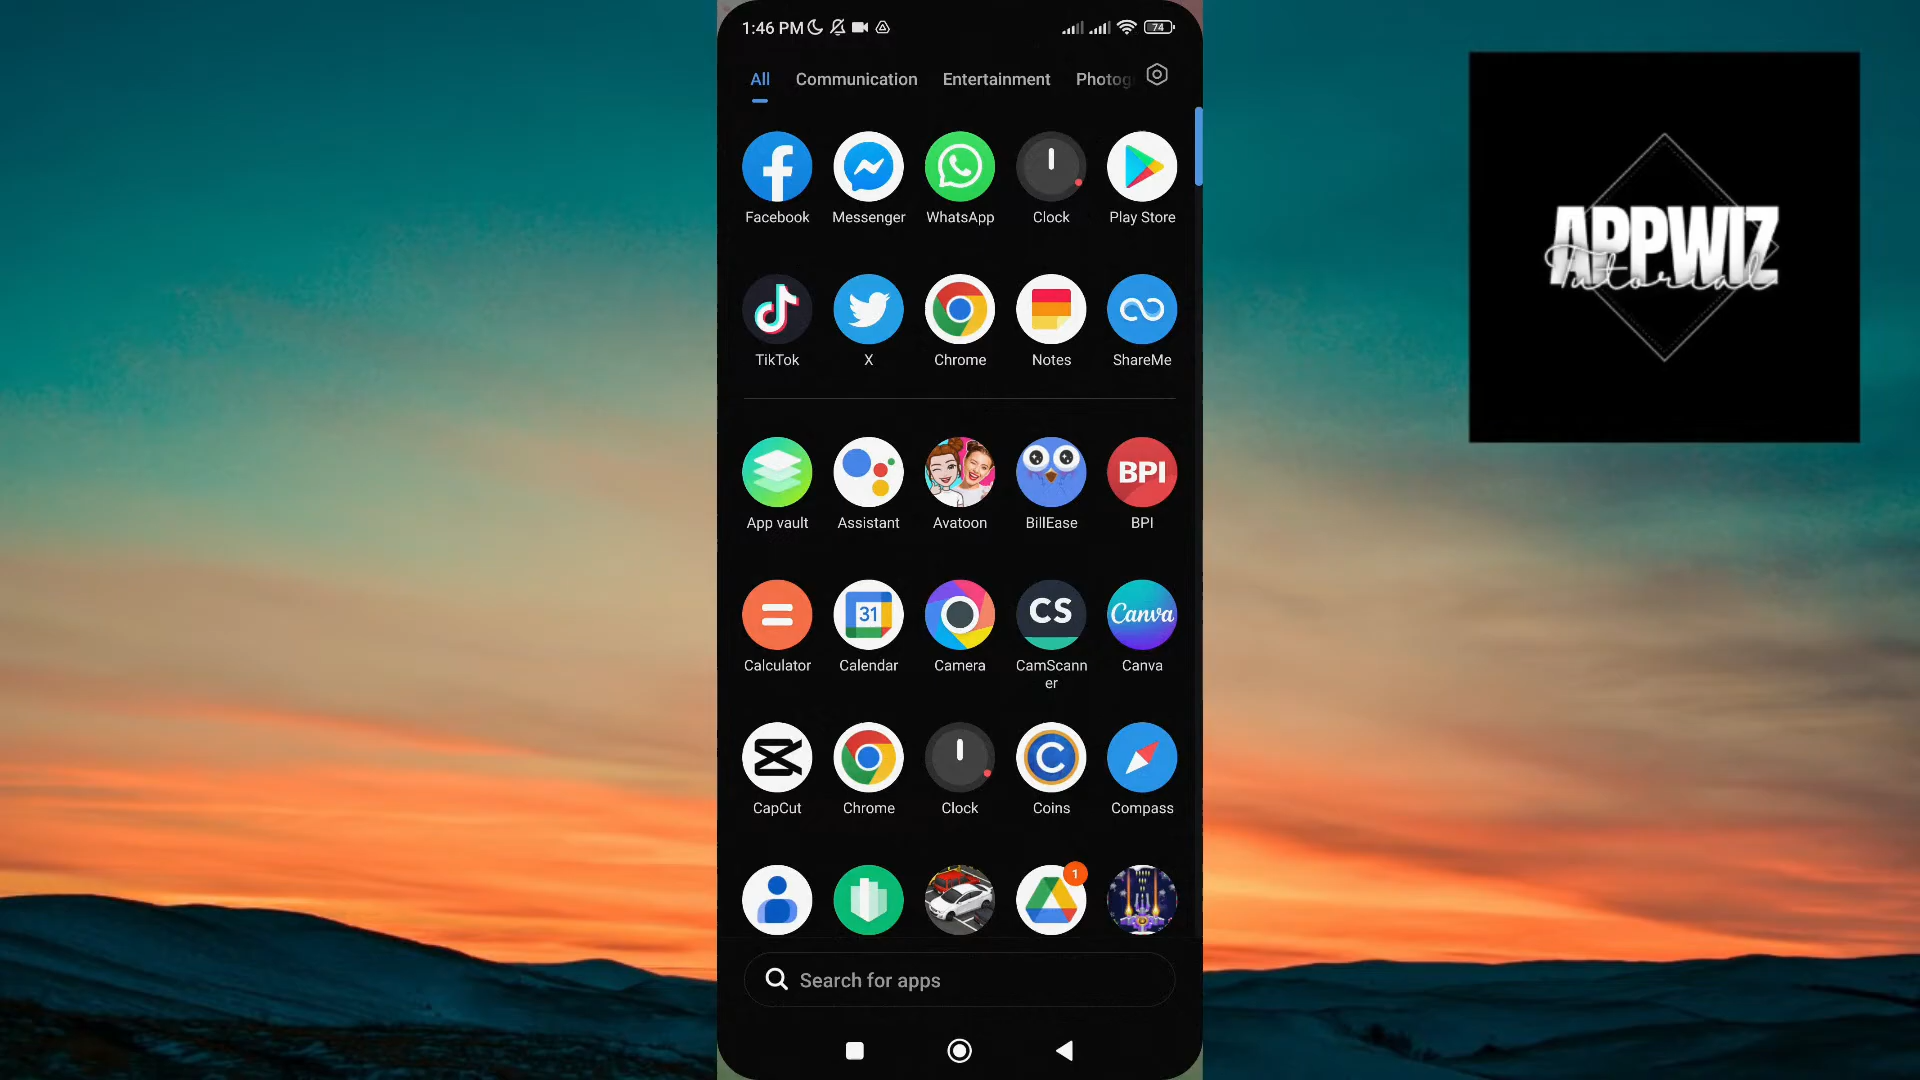 1:46 PM
74
All Communication Entertainment Photog
Facebook Messenger WhatsApp Clock Play Store
TikTok X Chrome Notes ShareMe
BPI
App vault Assistant Avatoon BillEase BPI
31 CS Canva
Calculator Calendar Camera CamScann
er
Canva
C
CapCut Chrome Clock Coins Compass
1
Search for apps
APPWIZ
Tutorial